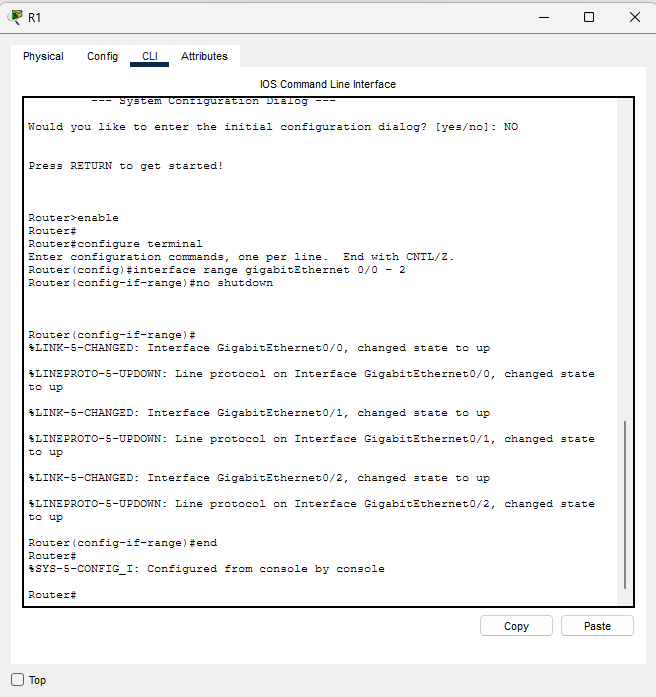 R1
Physical Config CLI Attributes
IOS Command Line Interface
--- System Configuration Dialog ---
Would you like to enter the initial configuration dialog? [yes/no]: NO
Press RETURN to get started!
Router>enable
Router#
Router#configure terminal
Enter configuration commands, one per line.  End with CNTL/Z.
Router(config)#interface range gigabitEthernet 0/0 - 2
Router(config-if-range)#no shutdown
Router(config-if-range)#
%LINK-5-CHANGED: Interface GigabitEthernet0/0, changed state to up
%LINEPROTO-5-UPDOWN: Line protocol on Interface GigabitEthernet0/0, changed state
to up
%LINK-5-CHANGED: Interface GigabitEthernet0/1, changed state to up
%LINEPROTO-5-UPDOWN: Line protocol on Interface GigabitEthernet0/1, changed state
to up
%LINK-5-CHANGED: Interface GigabitEthernet0/2, changed state to up
%LINEPROTO-5-UPDOWN: Line protocol on Interface GigabitEthernet0/2, changed state
to up
Router(config-if-range)#end
Router#
%SYS-5-CONFIG_I: Configured from console by console
Router#
Copy Paste
Top